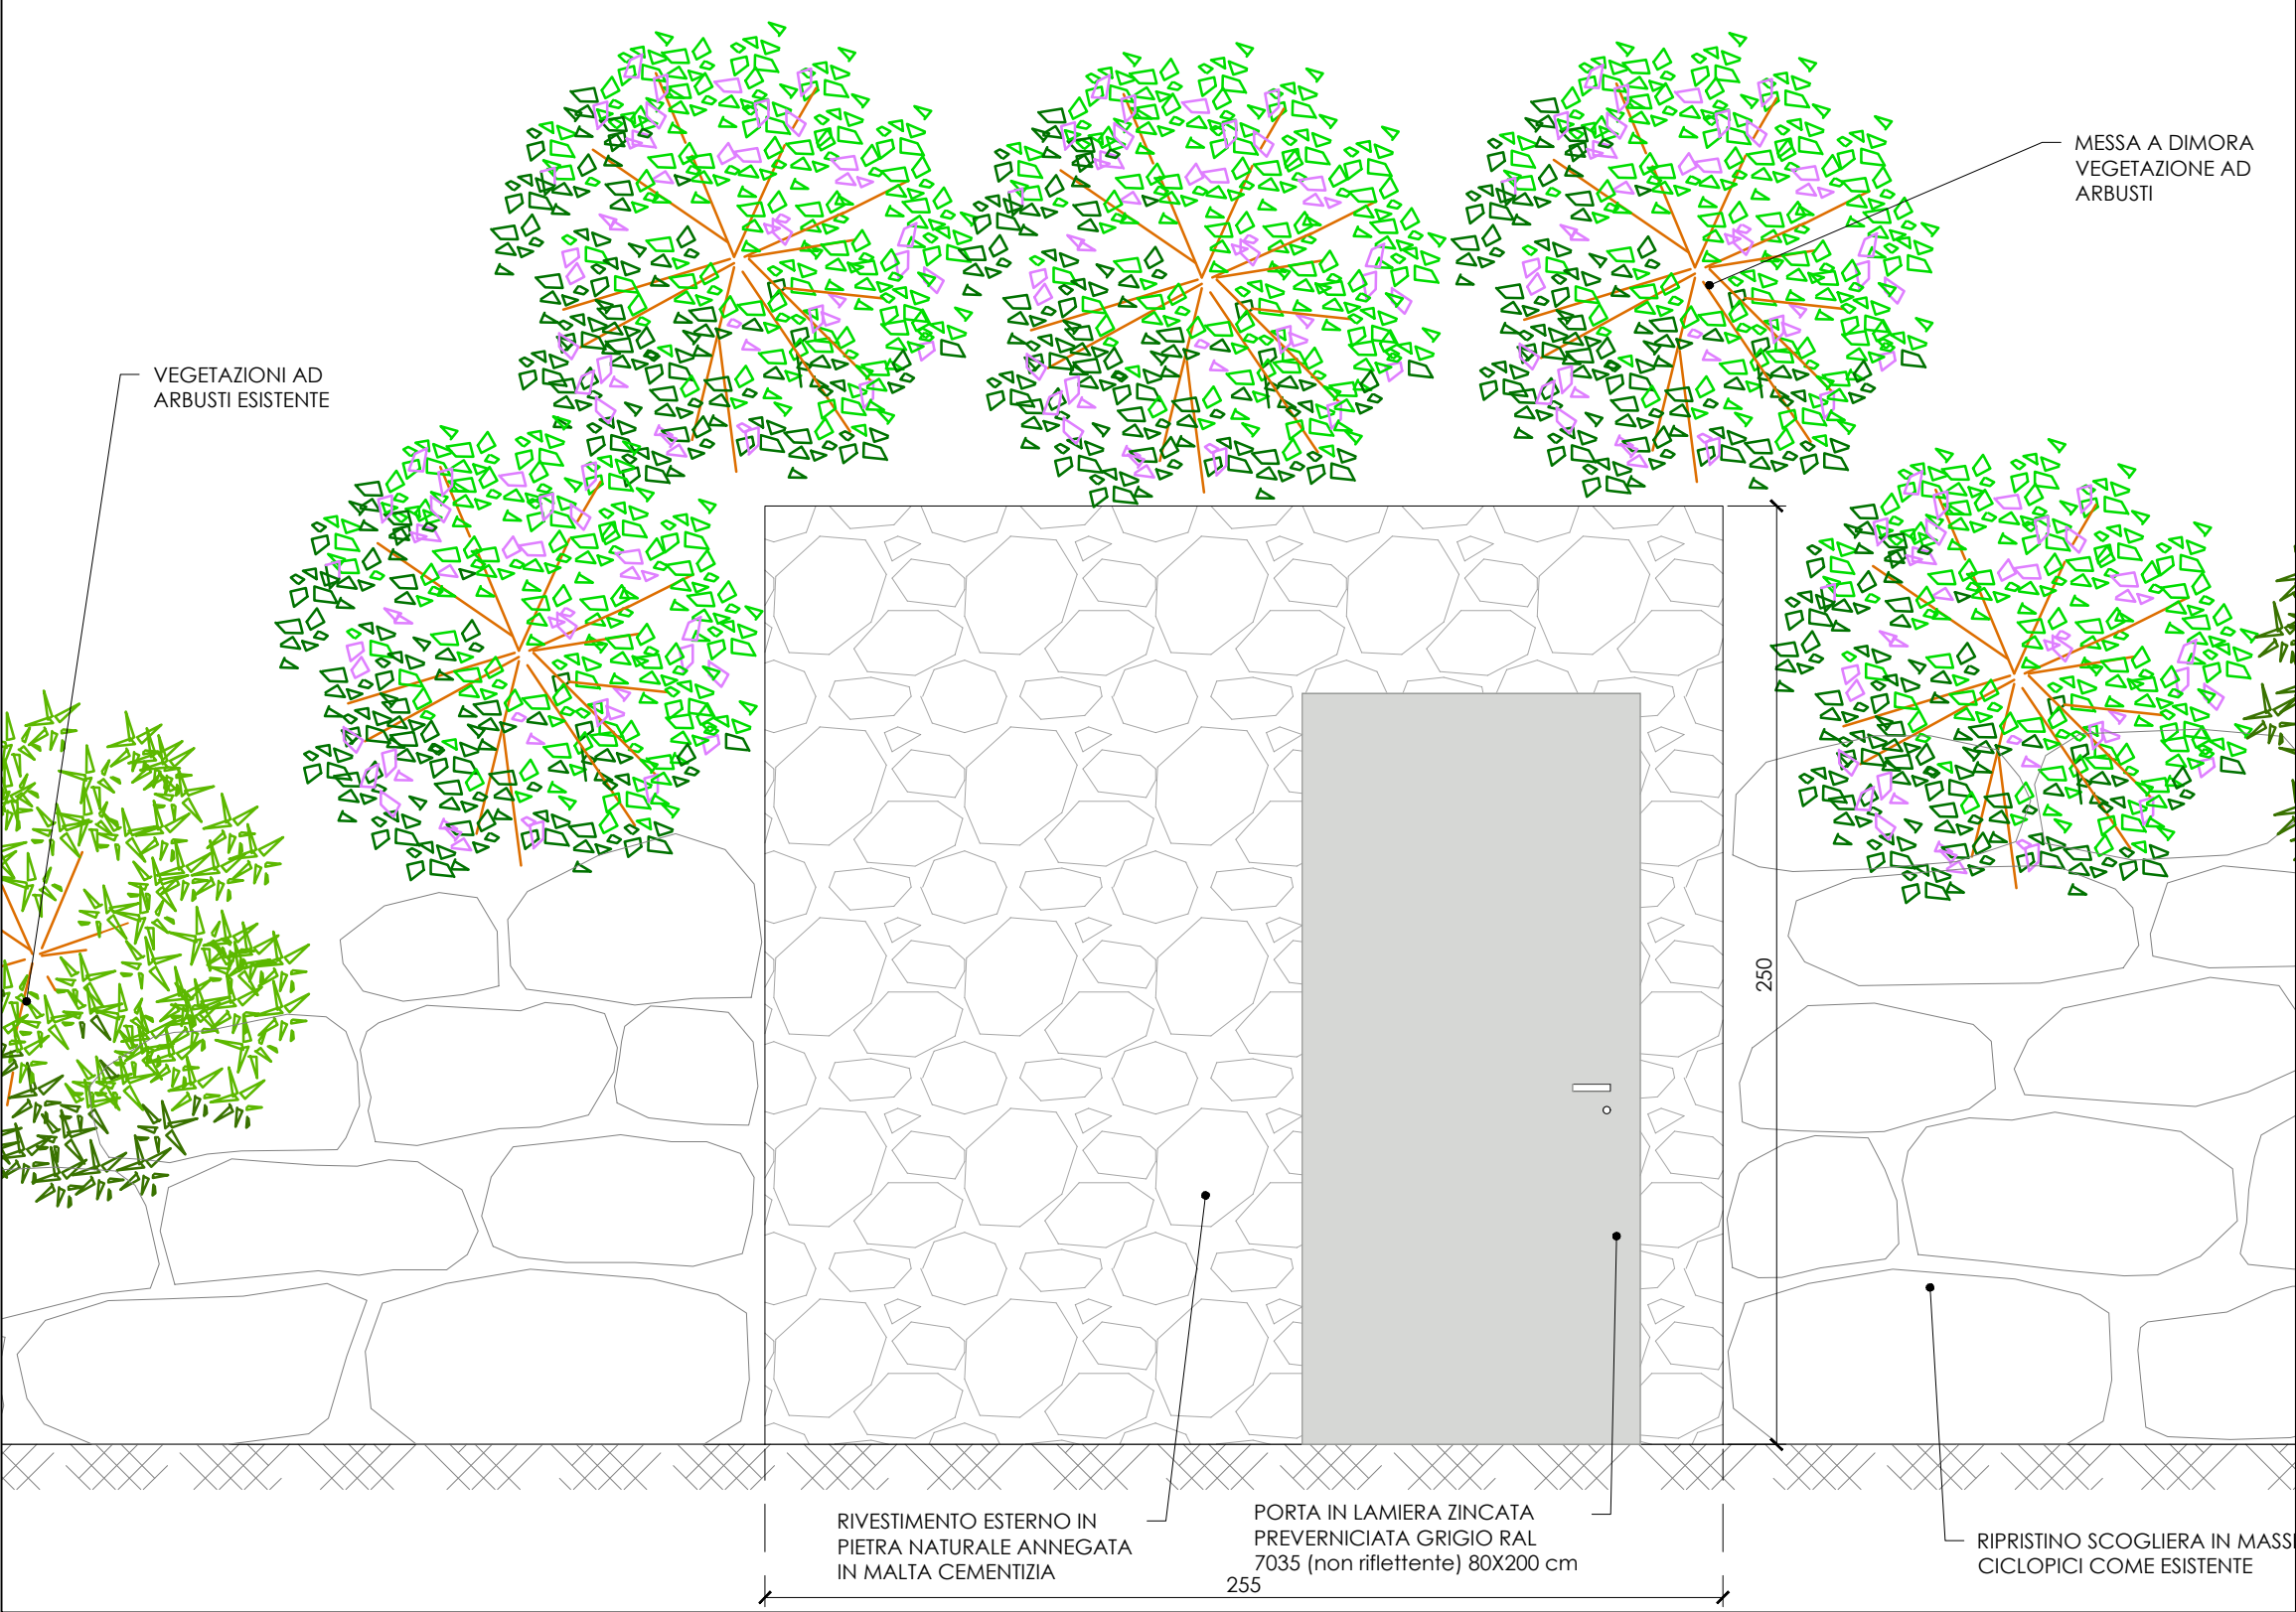 MESSA A DIMORA
VEGETAZIONE AD
ARBUSTI
VEGETAZIONI AD
ARBUSTI ESISTENTE
250
RIVESTIMENTO ESTERNO IN
PIETRA NATURALE ANNEGATA
IN MALTA CEMENTIZIA
PORTA IN LAMIERA ZINCATA
PREVERNICIATA GRIGIO RAL
7035 (non riflettente) 80X200 cm
255
RIPRISTINO SCOGLIERA IN MASSI
CICLOPICI COME ESISTENTE